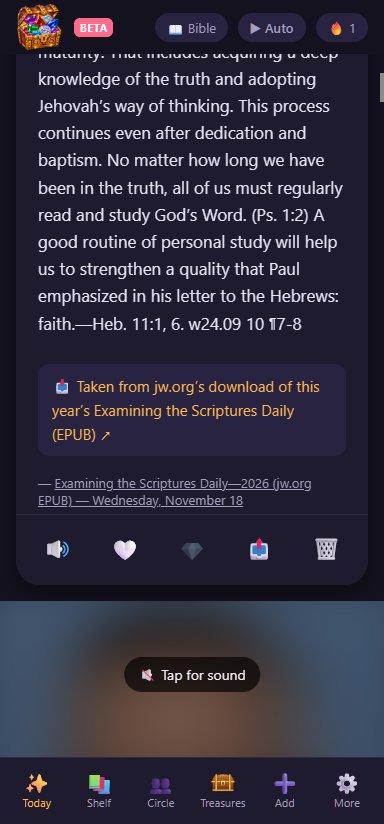 BETA
Bible
Auto
1
maturity. That includes acquiring a deep
knowledge of the truth and adopting
Jehovah’s way of thinking. This process
continues even after dedication and
baptism. No matter how long we have
been in the truth, all of us must regularly
read and study God’s Word. (Ps. 1:2) A
good routine of personal study will help
us to strengthen a quality that Paul
emphasized in his letter to the Hebrews:
faith.—Heb. 11:1, 6. w24.09 10 ¶7-8
Taken from jw.org’s download of this
year’s Examining the Scriptures Daily
(EPUB) ↗
— Examining the Scriptures Daily—2026 (jw.org
EPUB) — Wednesday, November 18
Tap for sound
Today
Shelf
Circle
Treasures
Add
More